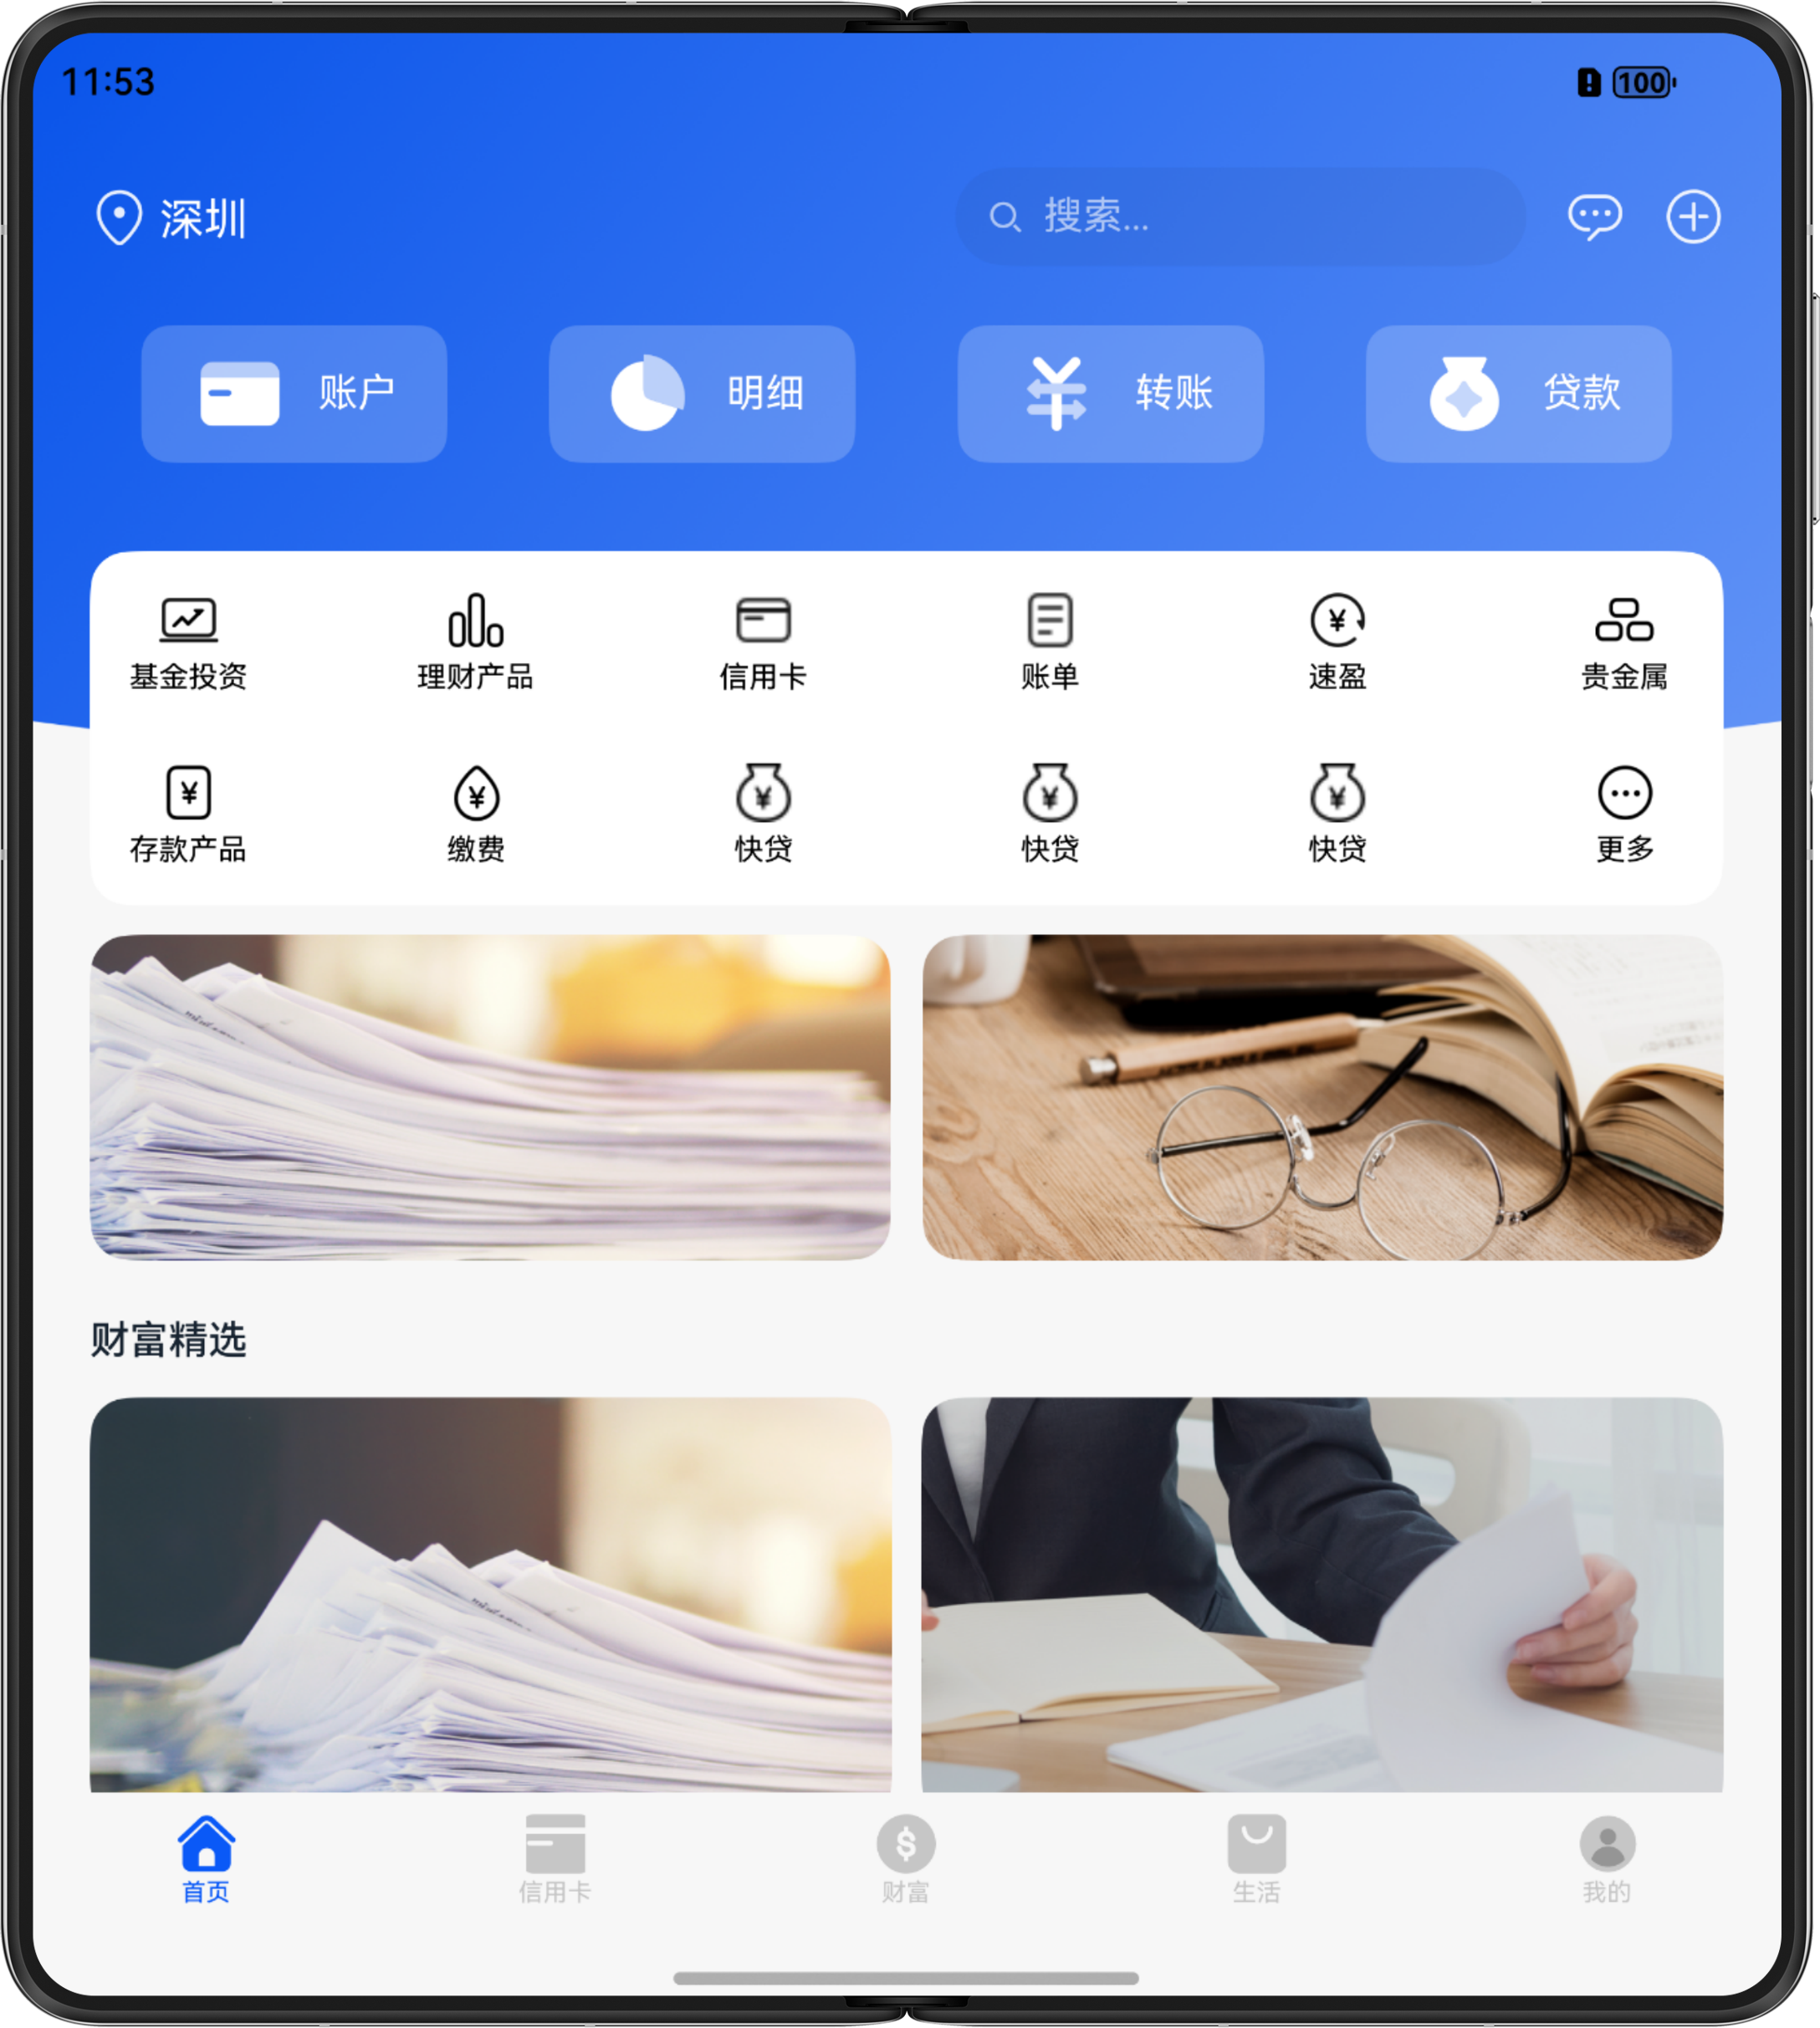 11:53
100
深圳
搜索...
账户 明细 转账 贷款
基金投资 理财产品 信用卡 账单 速盈 贵金属
存款产品 缴费 快贷 快贷 快贷 更多
财富精选
首页 信用卡 财富 生活 我的